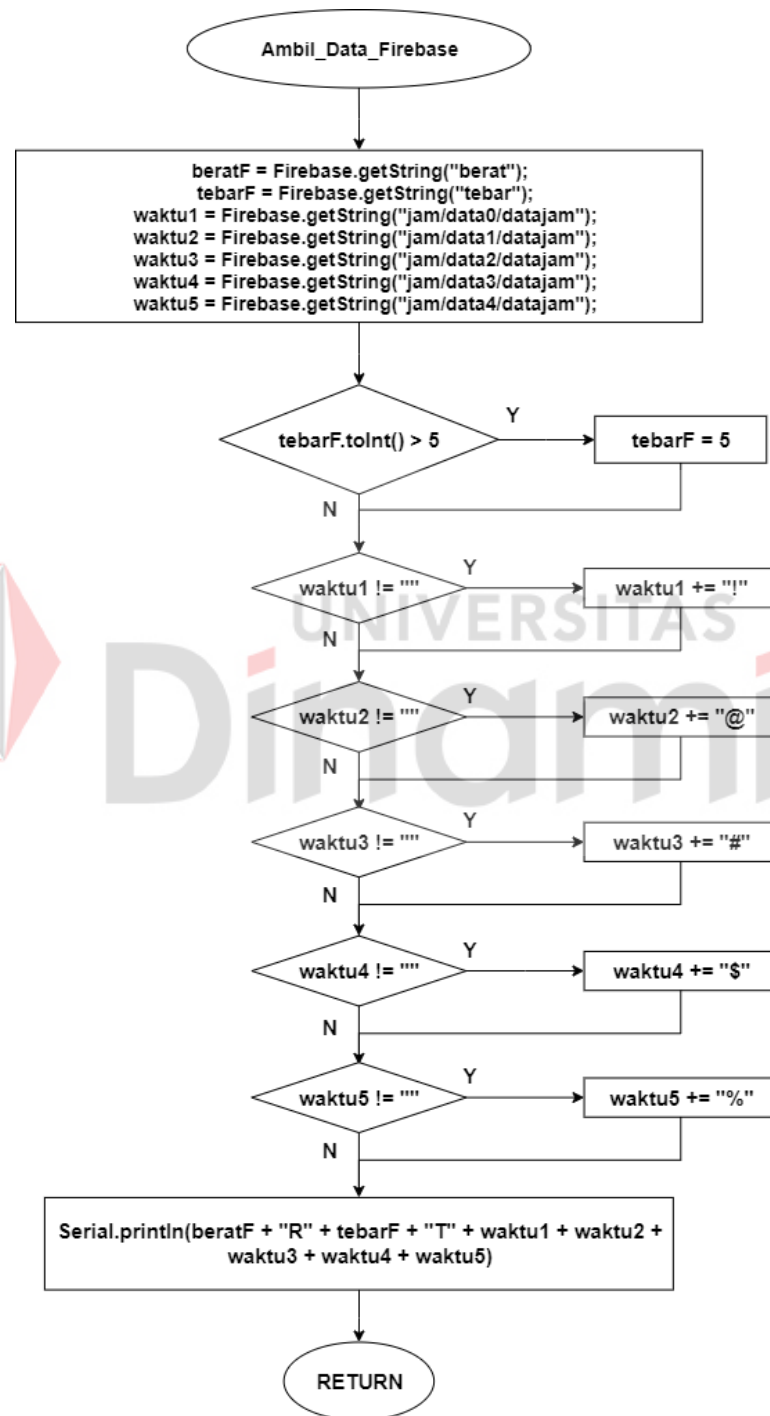 Ambil_Data_Firebase
beratF = Firebase.getString("berat");
tebarF = Firebase.getString("tebar");
waktu1 = Firebase.getString("jam/data0/datajam");
waktu2 = Firebase.getString("jam/data1/datajam");
waktu3 = Firebase.getString("jam/data2/datajam");
waktu4 = Firebase.getString("jam/data3/datajam");
waktu5 = Firebase.getString("jam/data4/datajam");
tebarF.toInt() > 5
Y
tebarF = 5
N
waktu1 != ""
Y
waktu1 += "!"
UNIVERSITAS
N
Dinami
waktu2 != ""
Y
waktu2 += "@"
N
waktu3 != ""
Y
waktu3 += "#"
N
waktu4 != ""
Y
waktu4 += "$"
N
waktu5 != ""
Y
waktu5 += "%"
N
Serial.println(beratF + "R" + tebarF + "T" + waktu1 + waktu2 +
waktu3 + waktu4 + waktu5)
RETURN